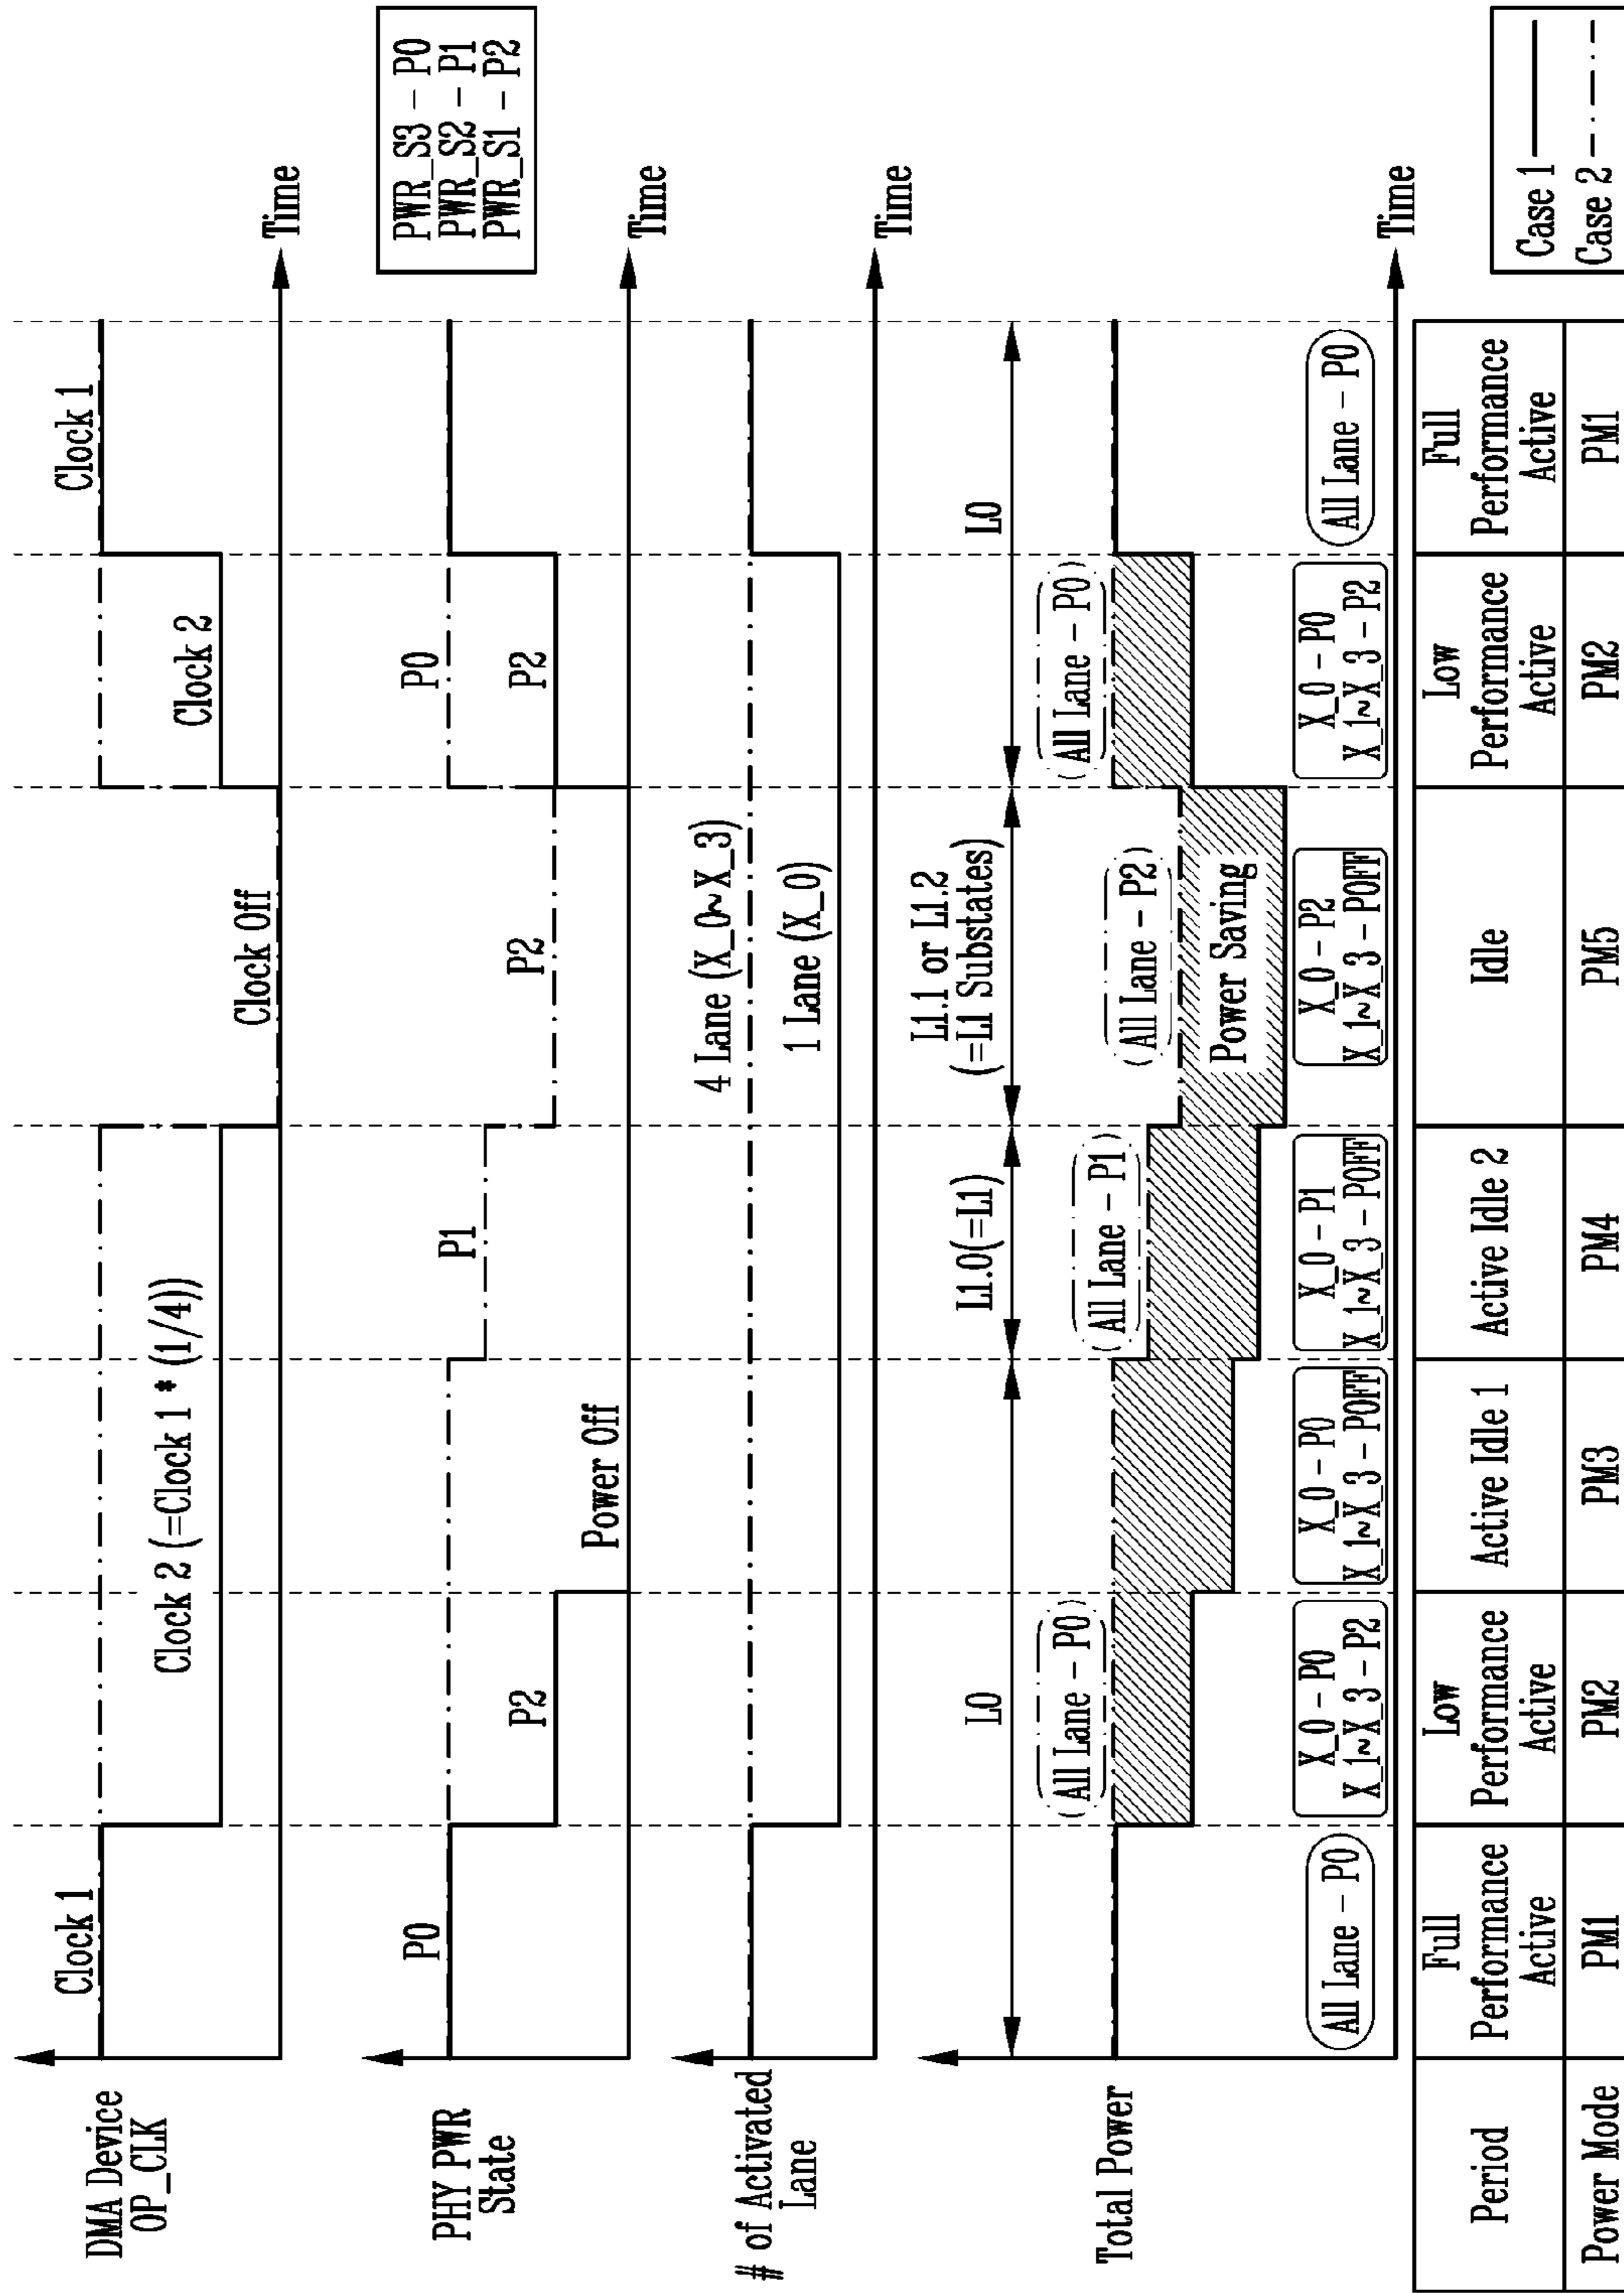 DMA Device
OP_CLK
Clock 1
Clock 2 (=Clock 1 * (1/4))
Clock Off
Clock 2
Clock 1
Time
PWR_S3 - P0
PWR_S2 - P1
PWR_S1 - P2
PHY PWR
State
P0
P2
Power Off
P1
P2
P0
P2
Time
# of Activated
Lane
4 Lane (X_0~X_3)
1 Lane (X_0)
Time
Total Power
L0
L1.0(=L1)
L1.1 or L1.2
(=L1 Substates)
L0
All Lane - P0
All Lane - P1
All Lane - P2
All Lane - P0
Power Saving
All Lane - P0
X_0 - P0
X_1~X_3 - P2
X_0 - P0
X_1~X_3 - POFF
X_0 - P1
X_1~X_3 - POFF
X_0 - P2
X_1~X_3 - POFF
X_0 - P0
X_1~X_3 - P2
All Lane - P0
Time
Period
Full
Performance
Active
Low
Performance
Active
Active Idle 1
Active Idle 2
Idle
Low
Performance
Active
Full
Performance
Active
Power Mode
PM1
PM2
PM3
PM4
PM5
PM2
PM1
Case 1
Case 2